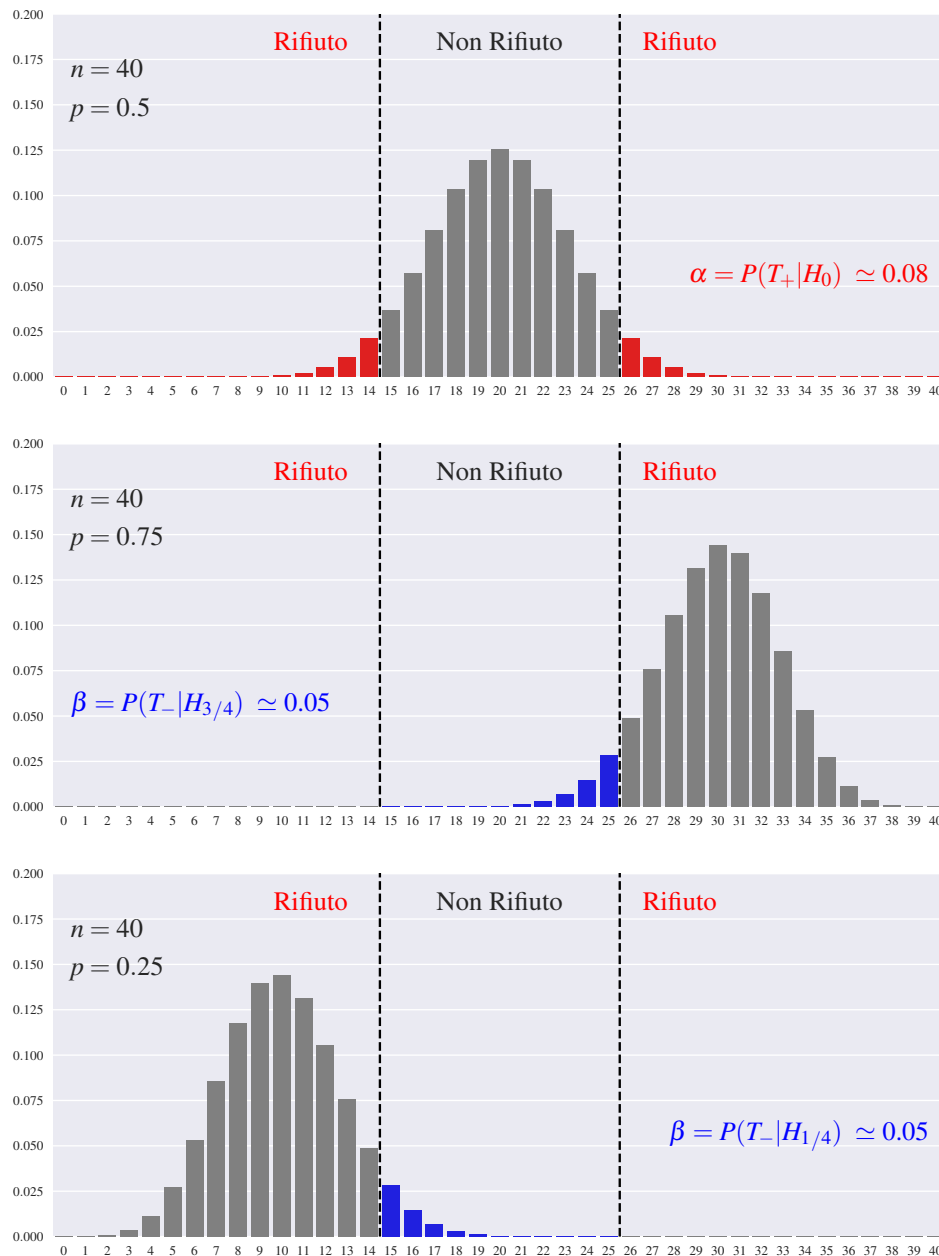 0.200
Rifiuto Non Rifiuto Rifiuto
0.175
n = 40
0.150
p = 0.5
0.125
0.100
0.075
α = P(T₊|H₀) ≃ 0.08
0.050
0.025
0.000
0 1 2 3 4 5 6 7 8 9 10 11 12 13 14 15 16 17 18 19 20 21 22 23 24 25 26 27 28 29 30 31 32 33 34 35 36 37 38 39 40
0.200
Rifiuto Non Rifiuto Rifiuto
0.175
n = 40
0.150
p = 0.75
0.125
0.100
0.075
β = P(T₋|H₃/₄) ≃ 0.05
0.050
0.025
0.000
0 1 2 3 4 5 6 7 8 9 10 11 12 13 14 15 16 17 18 19 20 21 22 23 24 25 26 27 28 29 30 31 32 33 34 35 36 37 38 39 40
0.200
Rifiuto Non Rifiuto Rifiuto
0.175
n = 40
0.150
p = 0.25
0.125
0.100
0.075
β = P(T₋|H₁/₄) ≃ 0.05
0.050
0.025
0.000
0 1 2 3 4 5 6 7 8 9 10 11 12 13 14 15 16 17 18 19 20 21 22 23 24 25 26 27 28 29 30 31 32 33 34 35 36 37 38 39 40